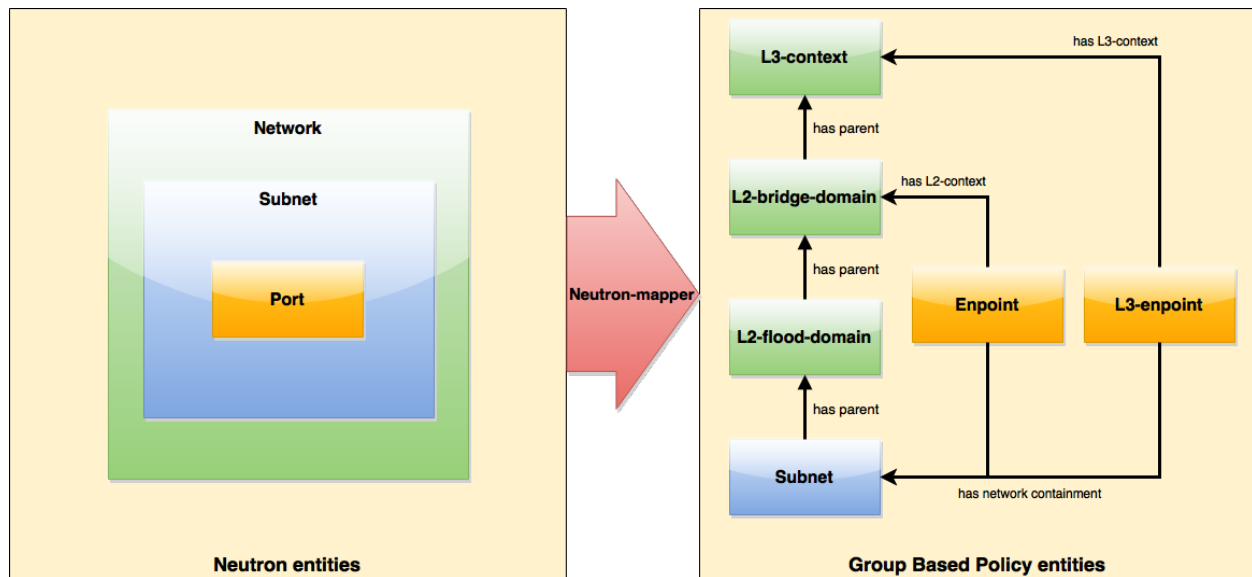 Network
Subnet
Port
Neutron entities
Neutron-mapper
has L3-context
L3-context
has parent
has L2-context
L2-bridge-domain
has parent
Enpoint
L3-enpoint
L2-flood-domain
has parent
Subnet
has network containment
Group Based Policy entities